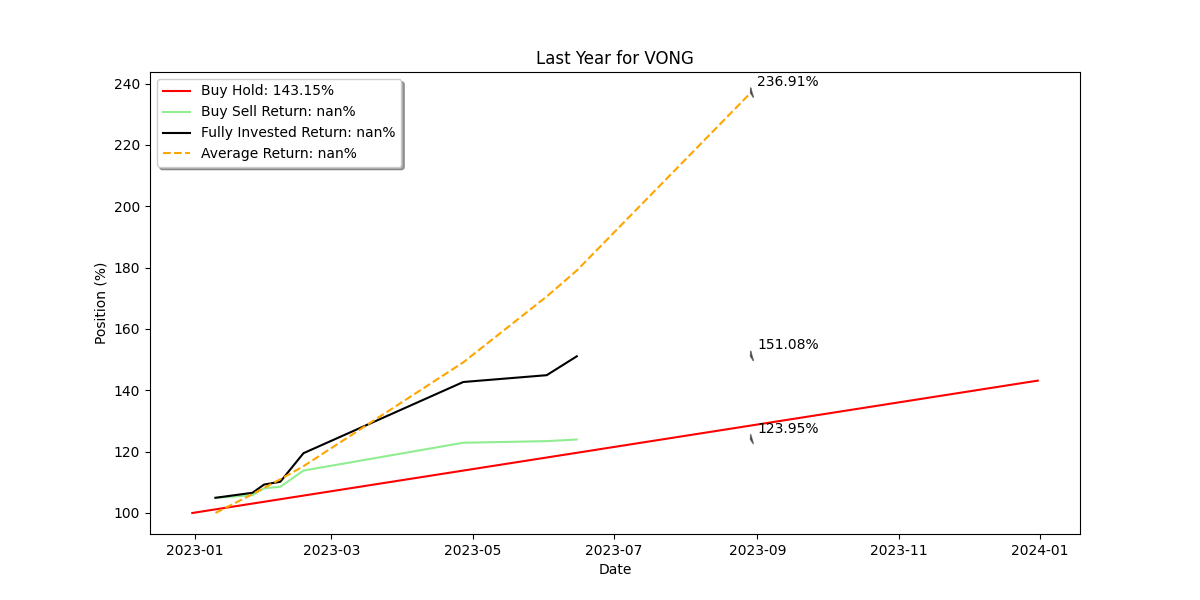 Last Year for VONG
Buy Hold: 143.15%
Buy Sell Return: nan%
Fully Invested Return: nan%
Average Return: nan%
236.91%
151.08%
123.95%
Position (%)
240
220
200
180
160
140
120
100
2023-01
2023-03
2023-05
2023-07
2023-09
2023-11
2024-01
Date